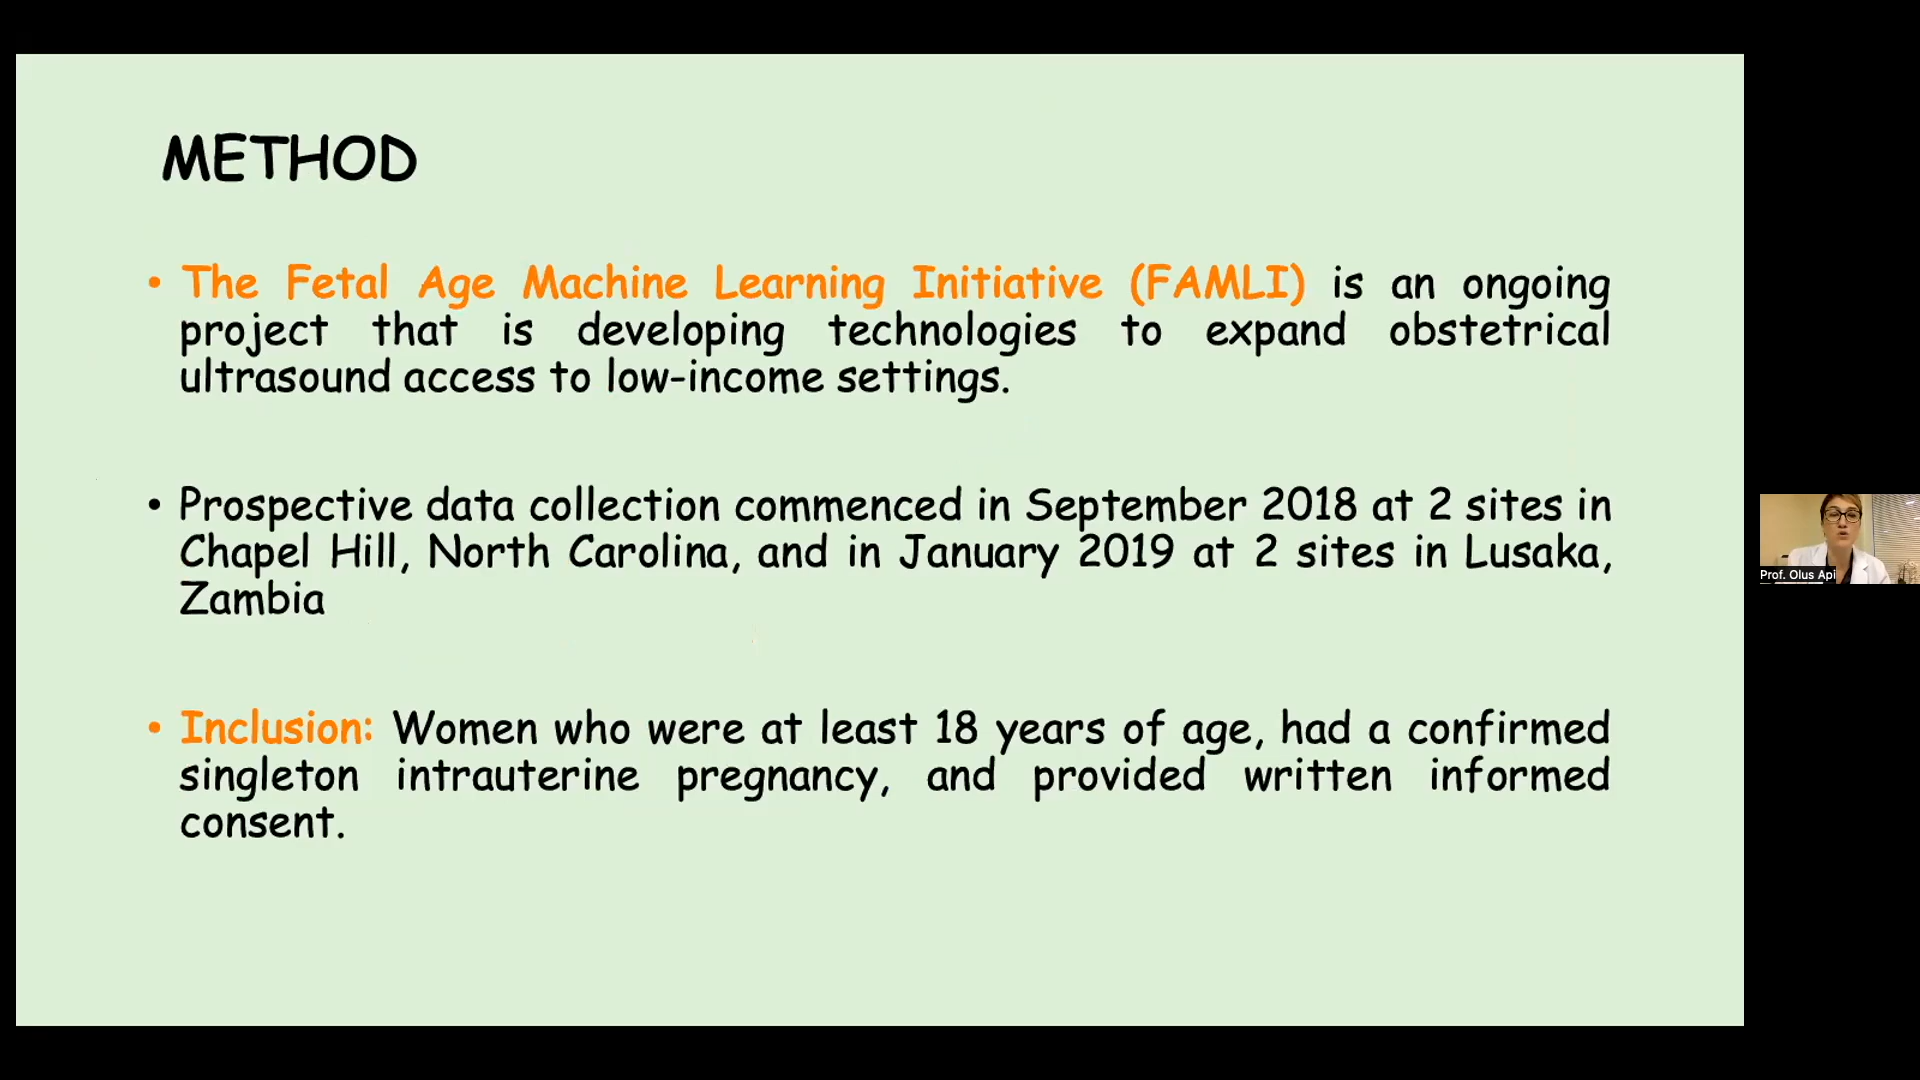 METHOD
• The Fetal Age Machine Learning Initiative (FAMLI) is an ongoing
project that is developing technologies to expand obstetrical
ultrasound access to low-income settings.
• Prospective data collection commenced in September 2018 at 2 sites in
Chapel Hill, North Carolina, and in January 2019 at 2 sites in Lusaka,
Zambia
• Inclusion: Women who were at least 18 years of age, had a confirmed
singleton intrauterine pregnancy, and provided written informed
consent.
Prof. Olus Api